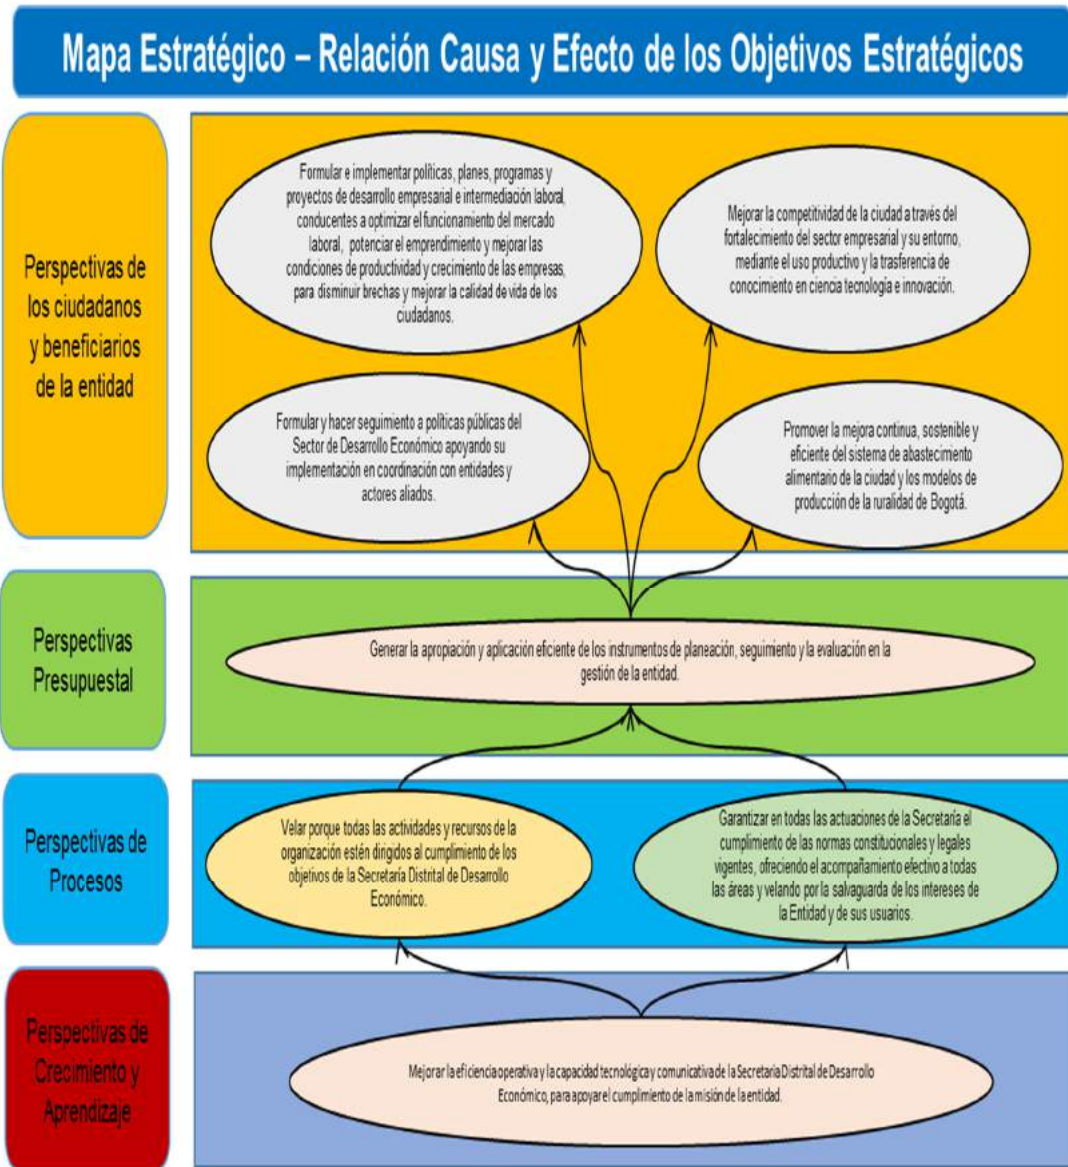 Mapa Estratégico – Relación Causa y Efecto de los Objetivos Estratégicos
Perspectivas de
los ciudadanos
y beneficiarios
de la entidad
Formular e implementar políticas, planes, programas y
proyectos de desarrollo empresarial e intermediación laboral,
conducentes a optimizar el funcionamiento del mercado
laboral, potenciar el emprendimiento y mejorar las
condiciones de productividad y crecimiento de las empresas,
para disminuir brechas y mejorar la calidad de vida de los
ciudadanos.
Mejorar la competitividad de la ciudad a través del
fortalecimiento del sector empresarial y su entorno,
mediante el uso productivo y la trasferencia de
conocimiento en ciencia tecnología e innovación.
Formular y hacer seguimiento a políticas públicas del
Sector de Desarrollo Económico apoyando su
implementación en coordinación con entidades y
actores aliados.
Promover la mejora continua, sostenible y
eficiente del sistema de abastecimiento
alimentario de la ciudad y los modelos de
producción de la ruralidad de Bogotá.
Perspectivas
Presupuestal
Generar la apropiación y aplicación eficiente de los instrumentos de planeación, seguimiento y la evaluación en la
gestión de la entidad.
Perspectivas de
Procesos
Velar porque todas las actividades y recursos de la
organización estén dirigidos al cumplimiento de los
objetivos de la Secretaría Distrital de Desarrollo
Económico.
Garantizar en todas las actuaciones de la Secretaría el
cumplimiento de las normas constitucionales y legales
vigentes, ofreciendo el acompañamiento efectivo a todas
las áreas y velando por la salvaguarda de los intereses de
la Entidad y de sus usuarios.
Perspectivas de
Crecimiento y
Aprendizaje
Mejorar la eficiencia operativa y la capacidad tecnológica y comunicativa de la Secretaria Distrital de Desarrollo
Económico, para apoyar el cumplimiento de la misión de la entidad.